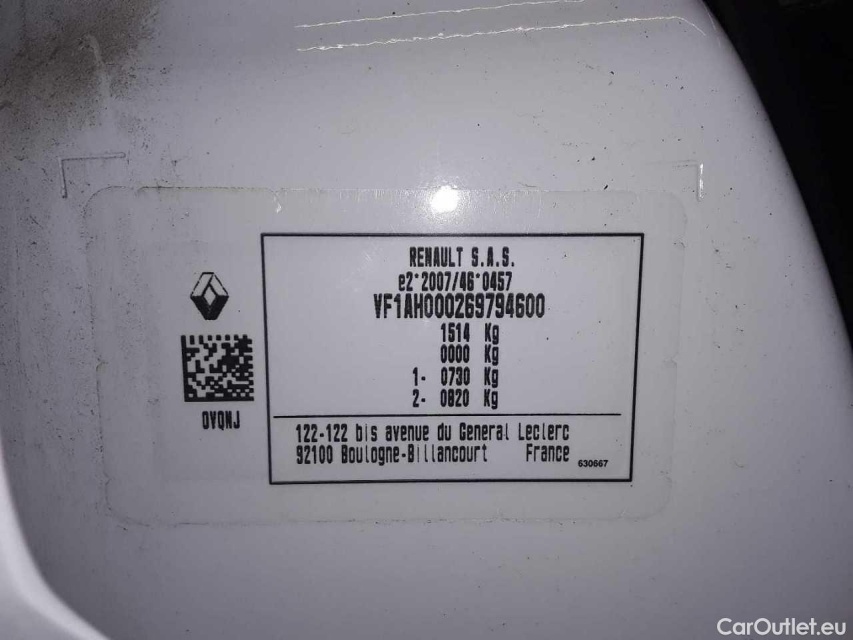 RENAULT S.A.S.
e2*2007/46*0457
VF1AH000269794600
1514 Kg
0000 Kg
1- 0730 Kg
2- 0820 Kg
0VQNJ
122-122 bis avenue du General Leclerc
92100 Boulogne-Billancourt France
630667
CarOutlet.eu